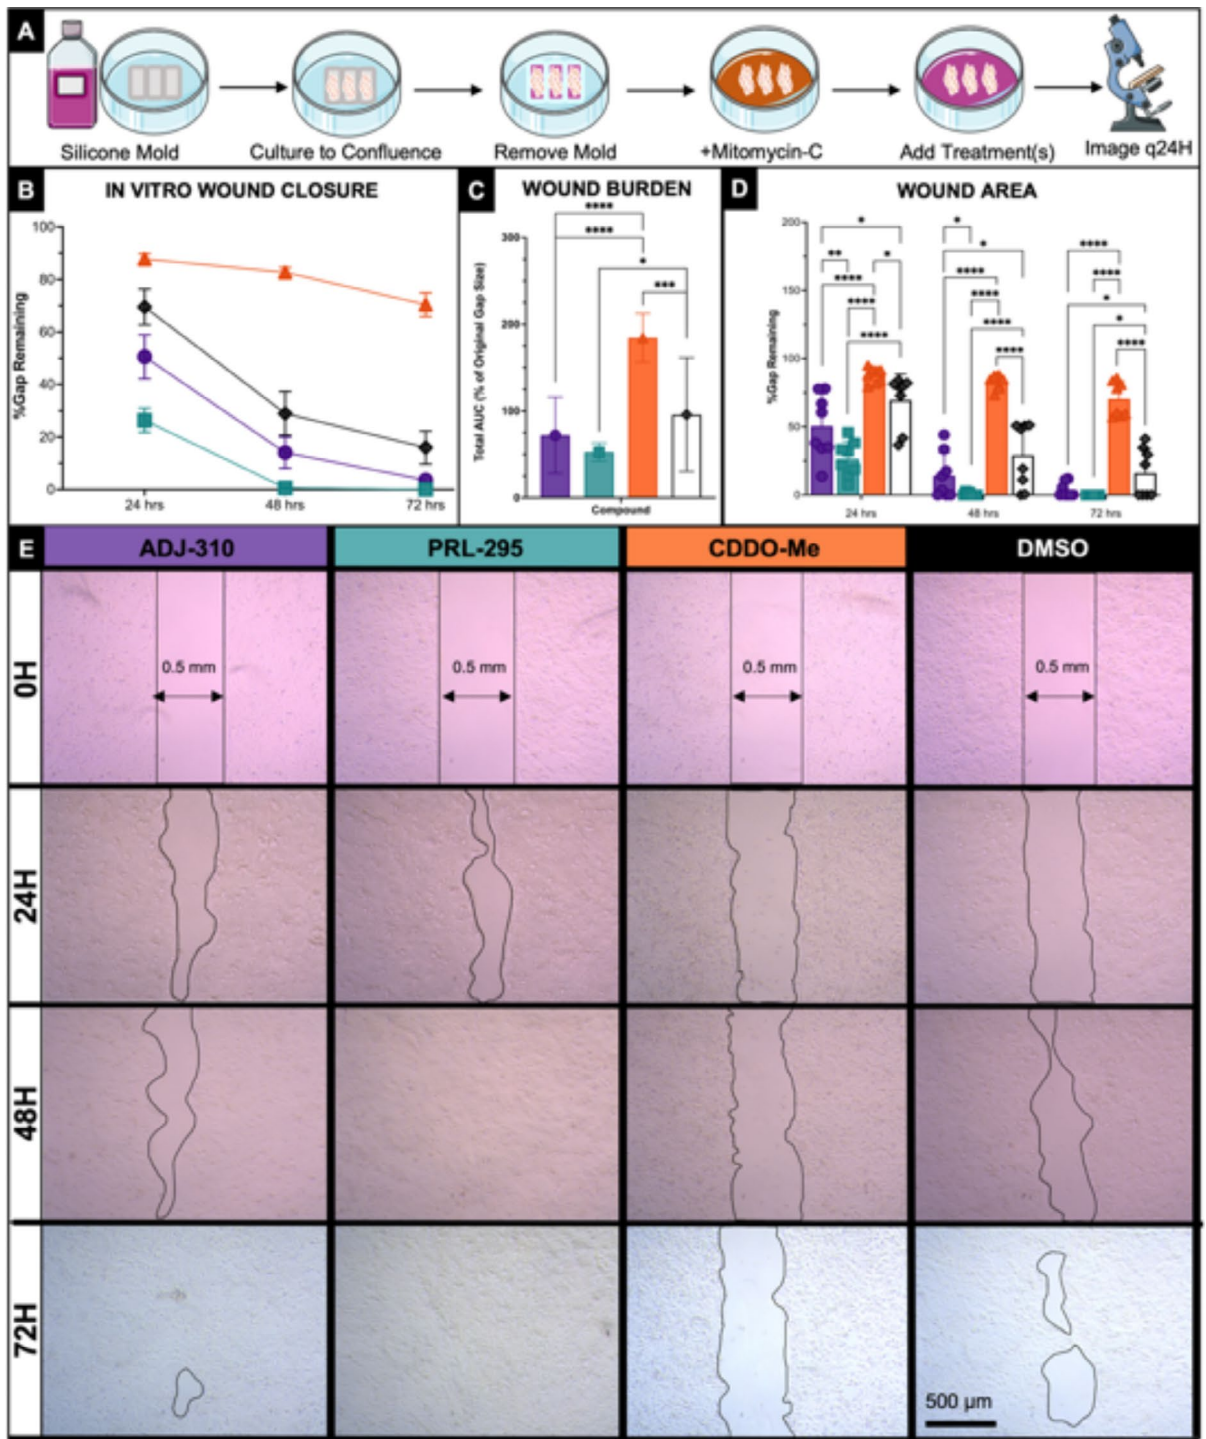 A
Silicone Mold
Culture to Confluence
Remove Mold
+Mitomycin-C
Add Treatment(s)
Image q24H
B
IN VITRO WOUND CLOSURE
%Gap Remaining
100
80
60
40
20
0
24 hrs
48 hrs
72 hrs
C
WOUND BURDEN
Total AUC (% of Original Gap Size)
300
200
100
0
****
****
*
***
Compound
D
WOUND AREA
%Gap Remaining
200
150
100
50
0
*
**
*
****
****
****
*
*
****
****
****
****
****
****
*
*
****
24 hrs
48 hrs
72 hrs
E
ADJ-310
PRL-295
CDDO-Me
DMSO
0H
0.5 mm
0.5 mm
0.5 mm
0.5 mm
24H
48H
72H
500 µm